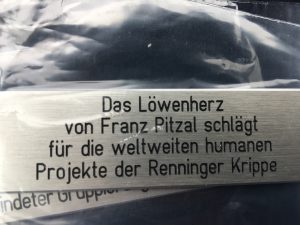 Das Löwenherz
von Franz Pitzal schlägt
für die weltweiten humanen
Projekte der Renninger Krippe